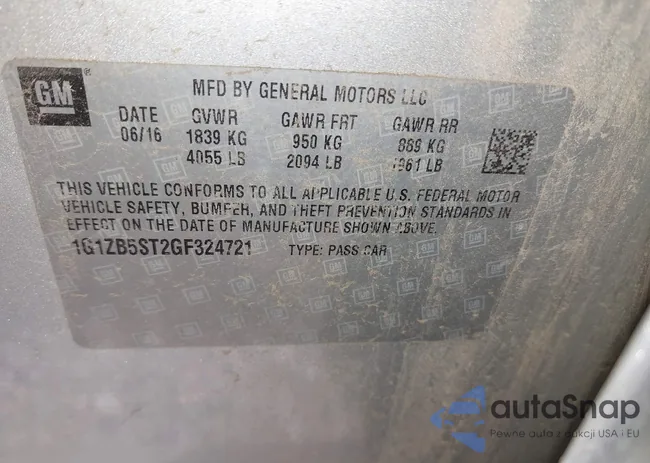 GM
MFD BY GENERAL MOTORS LLC
DATE GVWR GAWR FRT GAWR RR
06/16 1839 KG 950 KG 889 KG
4055 LB 2094 LB 1961 LB
THIS VEHICLE CONFORMS TO ALL APPLICABLE U.S. FEDERAL MOTOR
VEHICLE SAFETY, BUMPER, AND THEFT PREVENTION STANDARDS IN
EFFECT ON THE DATE OF MANUFACTURE SHOWN ABOVE.
1G1ZB5ST2GF324721 TYPE: PASS CAR
autaSnap
Pewne auta z aukcji USA i EU